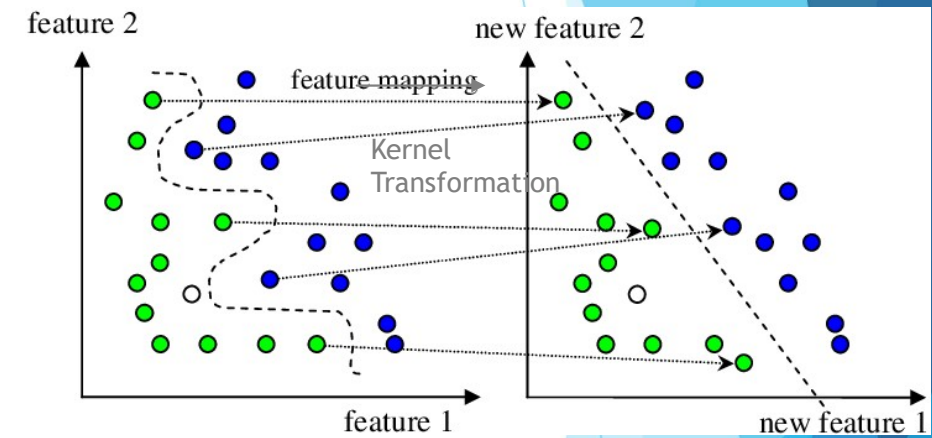 feature 2
new feature 2
feature mapping
Kernel
Transformation
feature 1
new feature 1